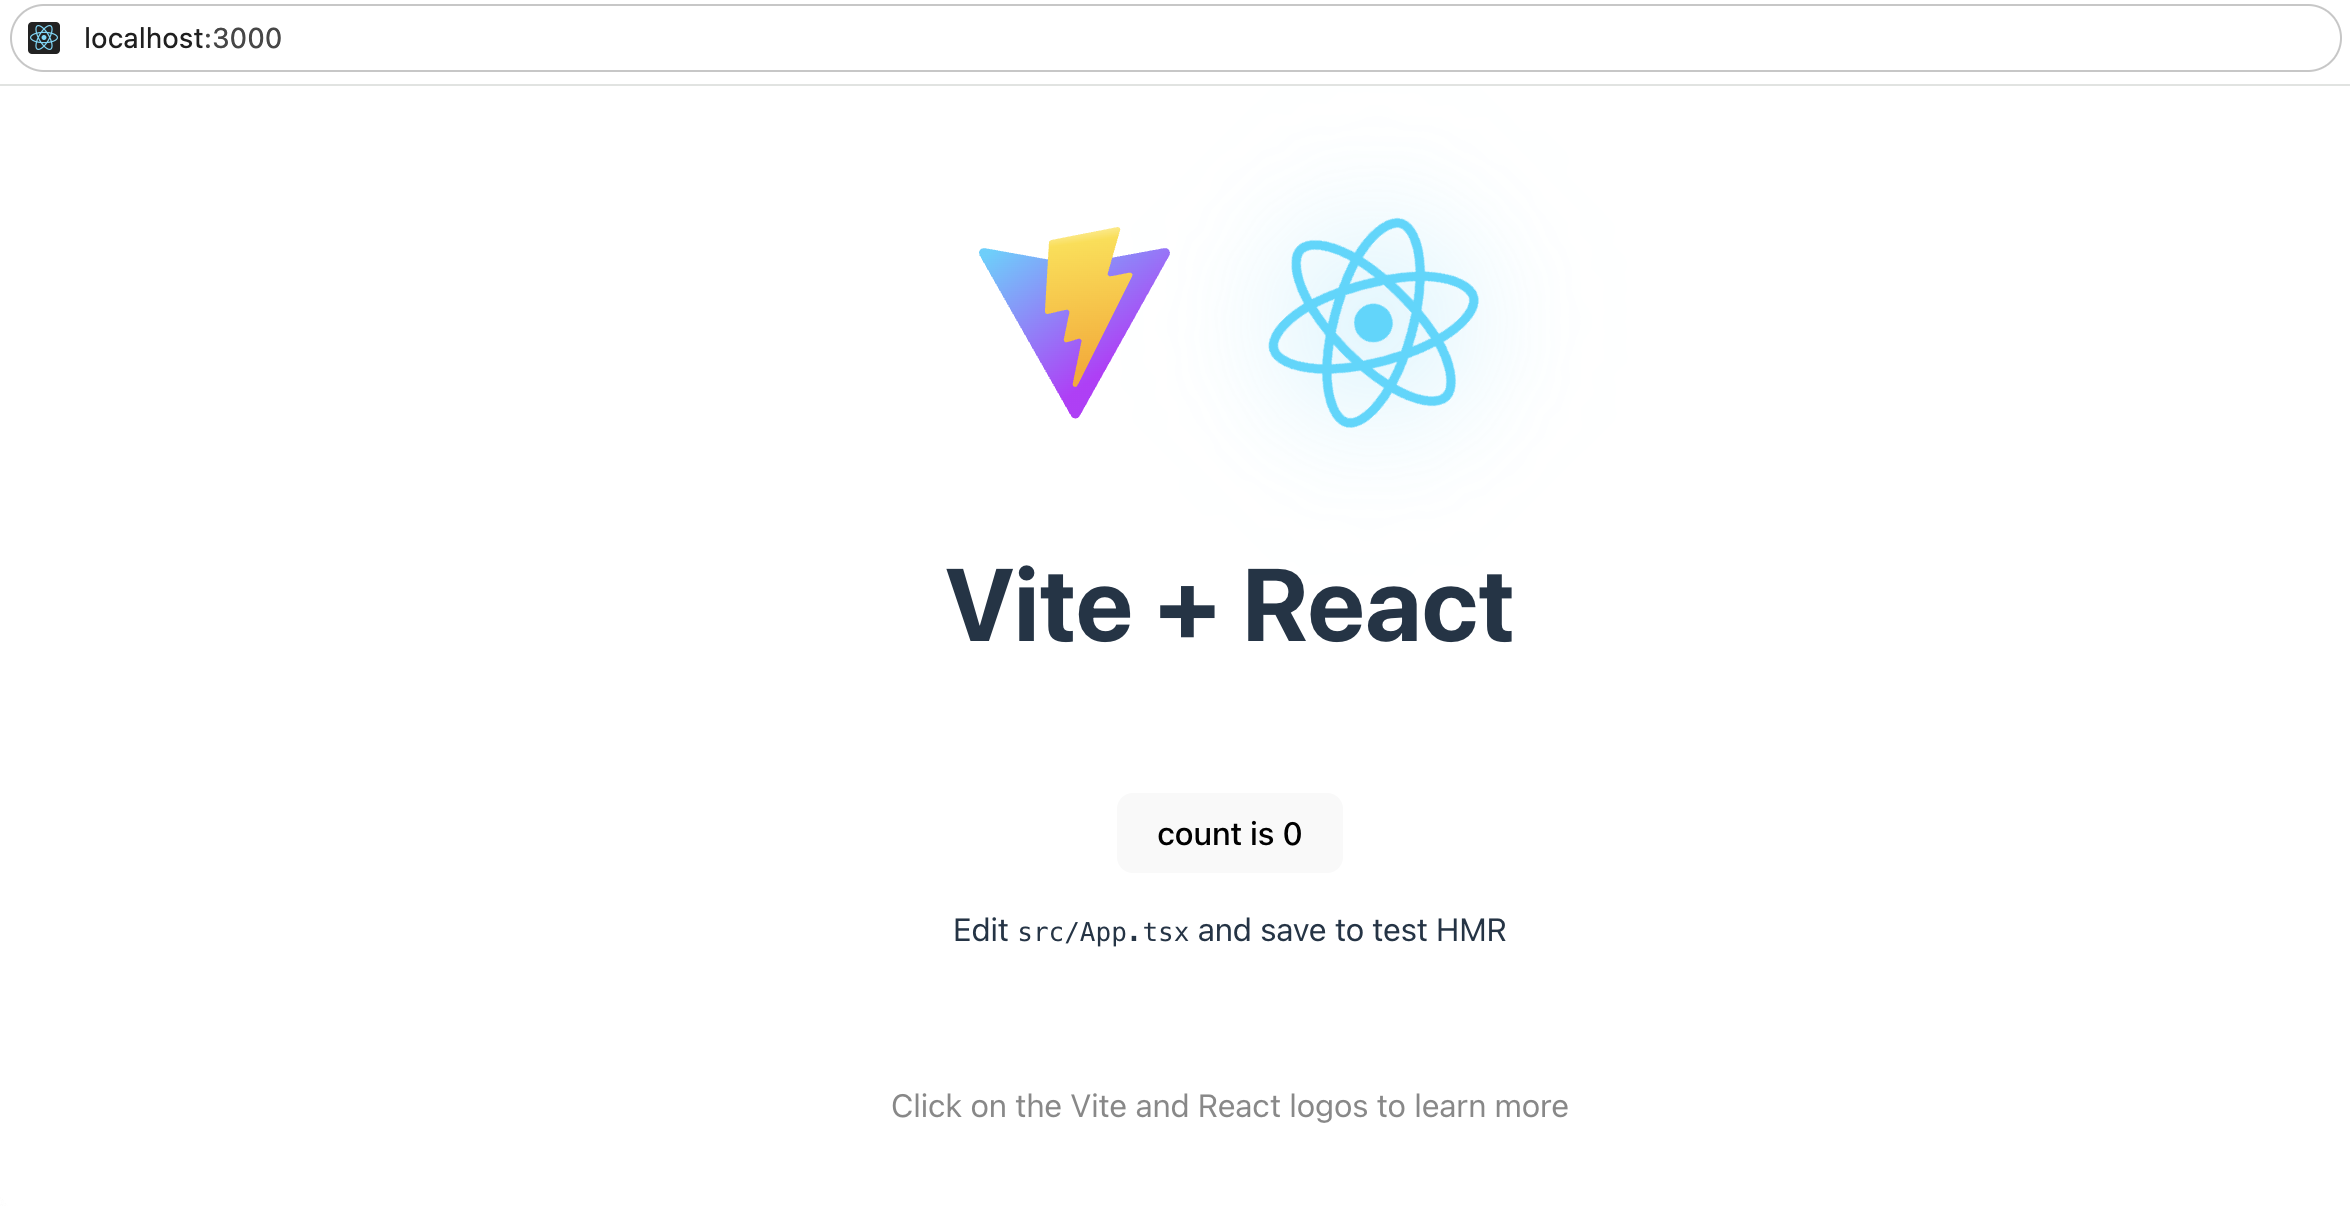 localhost:3000
Vite + React
count is 0
Edit src/App.tsx and save to test HMR
Click on the Vite and React logos to learn more